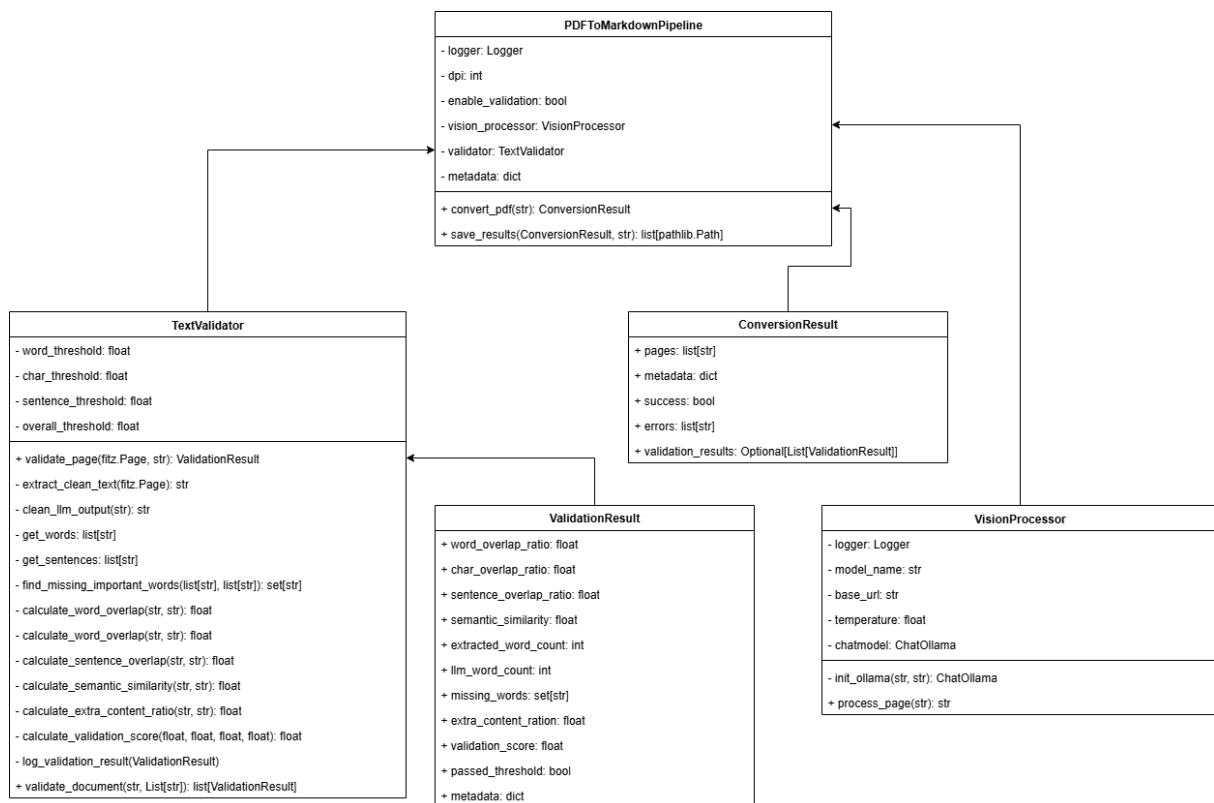 PDFToMarkdownPipeline
- logger: Logger
- dpi: int
- enable_validation: bool
- vision_processor: VisionProcessor
- validator: TextValidator
- metadata: dict
+ convert_pdf(str): ConversionResult
+ save_results(ConversionResult, str): list[pathlib.Path]
TextValidator
- word_threshold: float
- char_threshold: float
- sentence_threshold: float
- overall_threshold: float
+ validate_page(fitz.Page, str): ValidationResult
- extract_clean_text(fitz.Page): str
- clean_llm_output(str): str
- get_words: list[str]
- get_sentences: list[str]
- find_missing_important_words(list[str], list[str]): set[str]
- calculate_word_overlap(str, str): float
- calculate_word_overlap(str, str): float
- calculate_sentence_overlap(str, str): float
- calculate_semantic_similarity(str, str): float
- calculate_extra_content_ratio(str, str): float
- calculate_validation_score(float, float, float, float): float
- log_validation_result(ValidationResult)
+ validate_document(str, List[str]): list[ValidationResult]
ConversionResult
+ pages: list[str]
+ metadata: dict
+ success: bool
+ errors: list[str]
+ validation_results: Optional[List[ValidationResult]]
ValidationResult
+ word_overlap_ratio: float
+ char_overlap_ratio: float
+ sentence_overlap_ratio: float
+ semantic_similarity: float
+ extracted_word_count: int
+ llm_word_count: int
+ missing_words: set[str]
+ extra_content_ration: float
+ validation_score: float
+ passed_threshold: bool
+ metadata: dict
VisionProcessor
- logger: Logger
- model_name: str
- base_url: str
- temperature: float
- chatmodel: ChatOllama
- init_ollama(str, str): ChatOllama
+ process_page(str): str